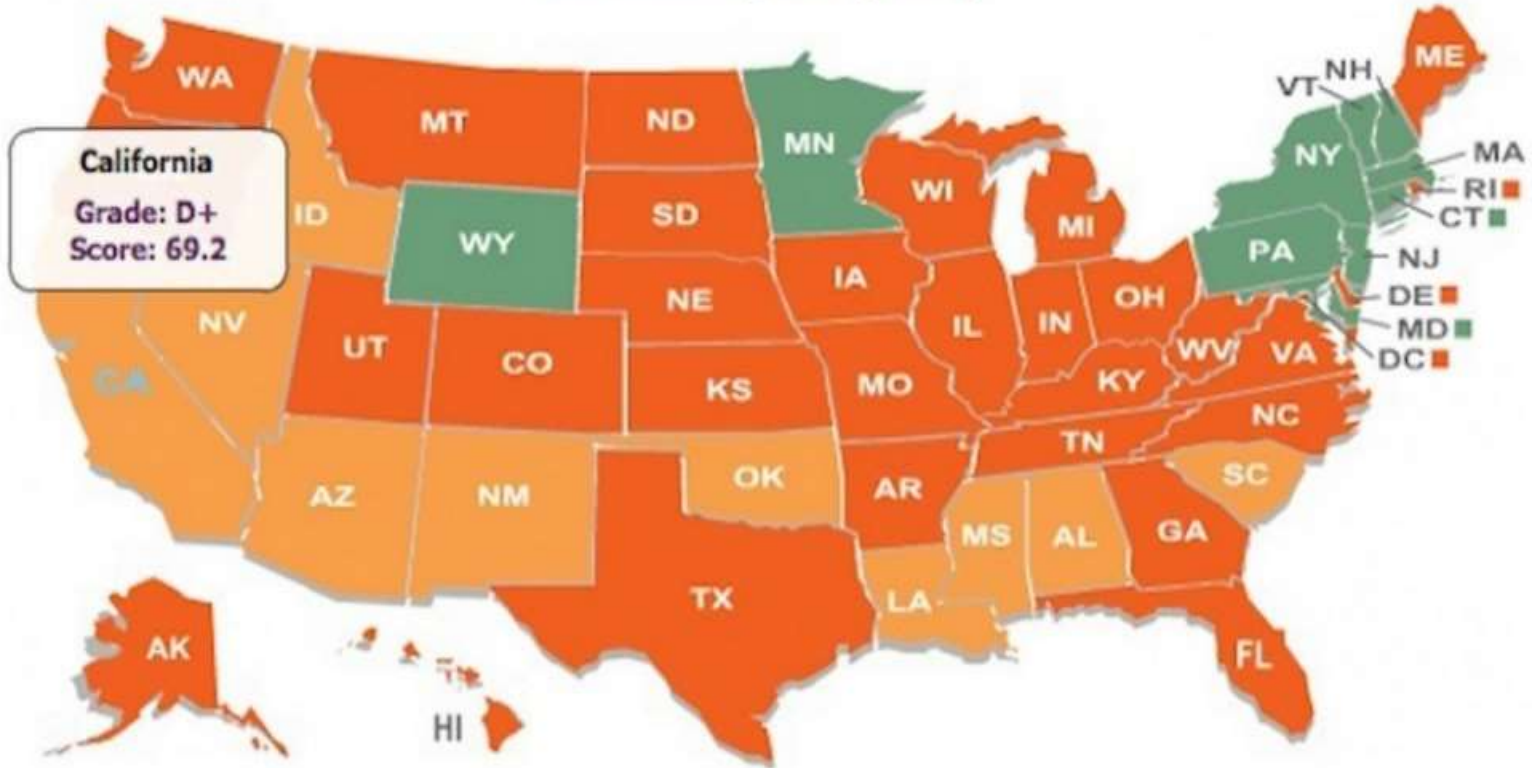 WA
MT
ND
MN
ME
VT
NH
NY
MA
RI
CT
California
Grade: D+
Score: 69.2
ID
WY
SD
WI
MI
PA
NJ
DE
MD
DC
NV
UT
CO
NE
IA
IL
IN
OH
WV
VA
CA
KS
MO
KY
NC
TN
AZ
NM
OK
AR
SC
MS
AL
GA
TX
LA
FL
AK
HI